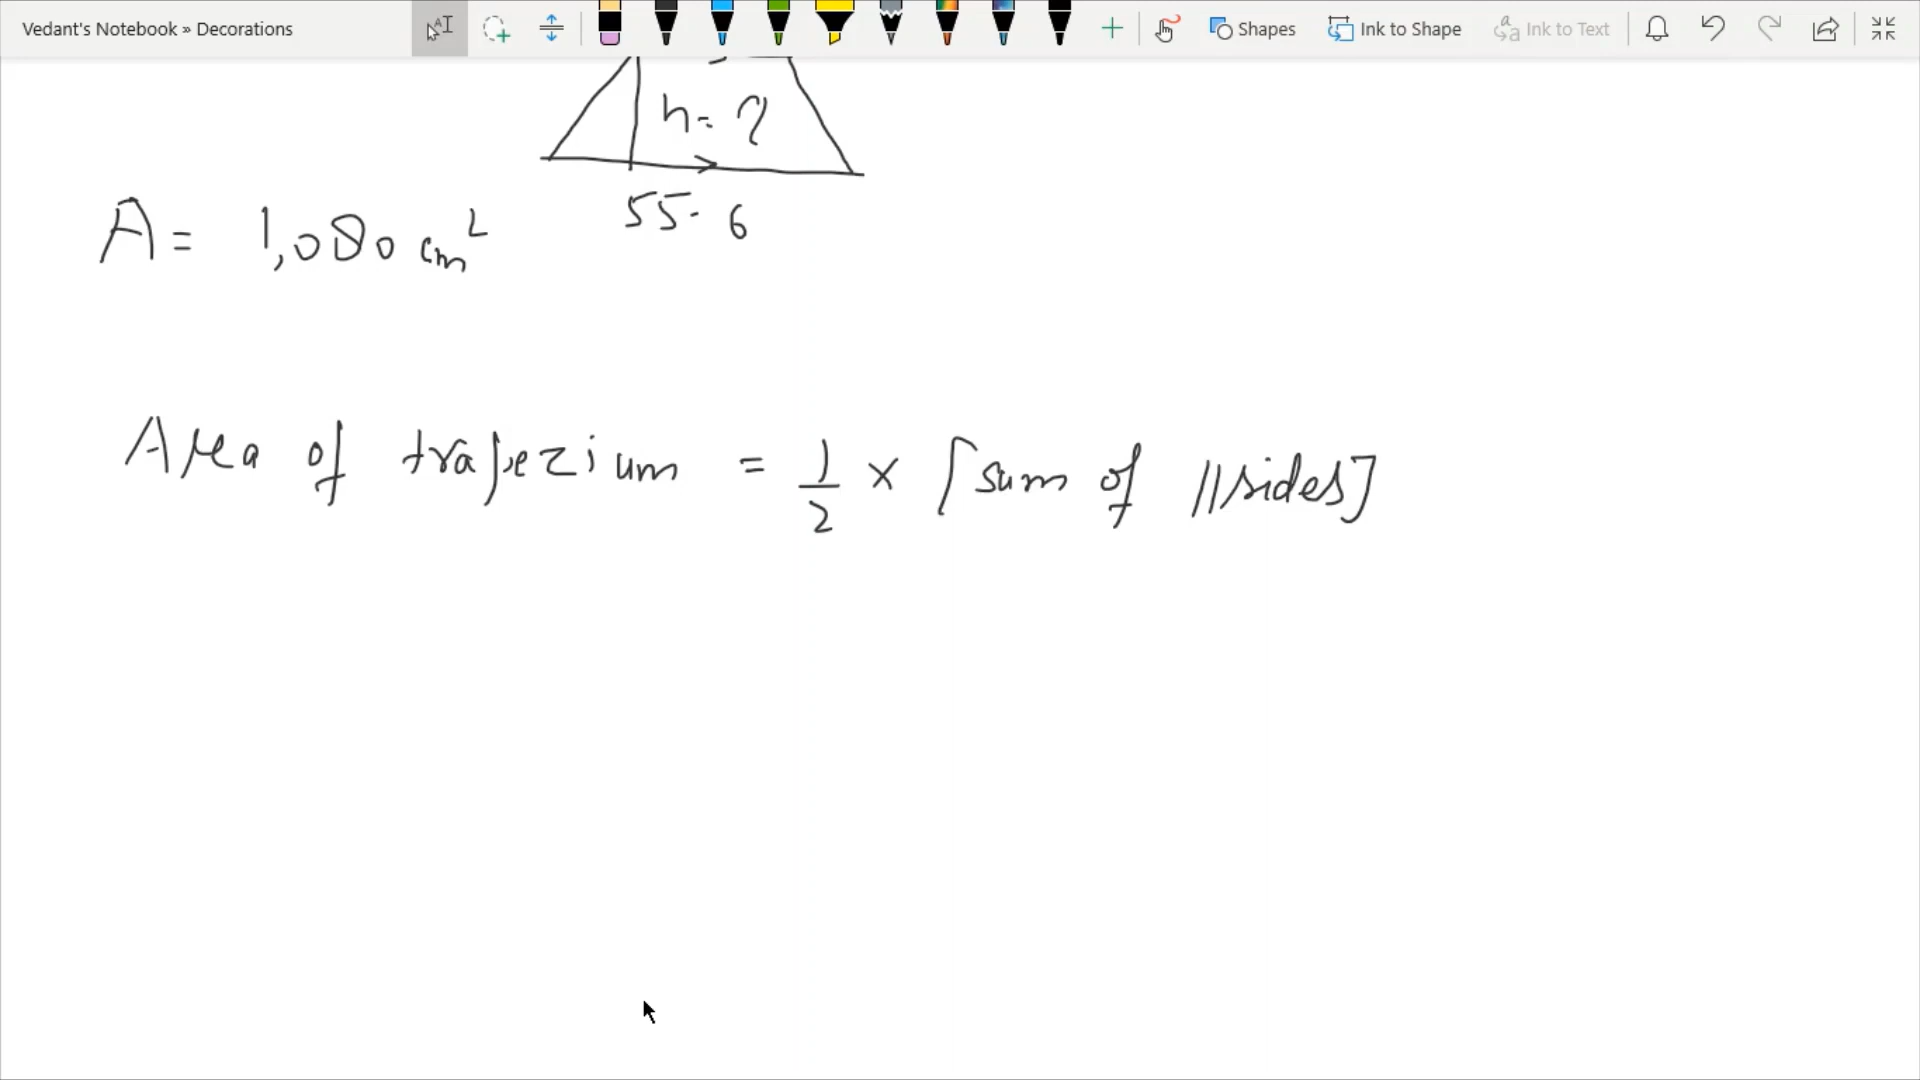 Vedant's Notebook » Decorations
Shapes
Ink to Shape
Ink to Text
h = ?
55.6
A = 1,080 cm²
Area of trapezium = 1/2 × [sum of || sides]